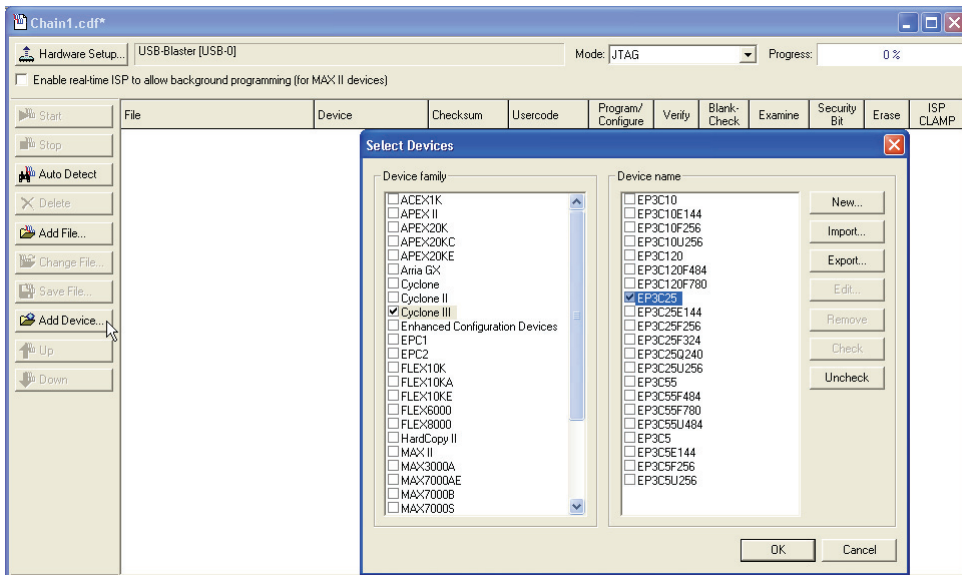 Chain1.cdf*
Hardware Setup...
USB-Blaster [USB-0]
Mode: JTAG
Progress: 0 %
Enable real-time ISP to allow background programming (for MAX II devices)
Start
Stop
Auto Detect
Delete
Add File...
Change File...
Save File...
Add Device...
Up
Down
File
Device
Checksum
Usercode
Program/
Configure
Verify
Blank-
Check
Examine
Security
Bit
Erase
ISP
CLAMP
Select Devices
Device family
ACEX1K
APEX II
APEX20K
APEX20KC
APEX20KE
Arria GX
Cyclone
Cyclone II
Cyclone III
Enhanced Configuration Devices
EPC1
EPC2
FLEX10K
FLEX10KA
FLEX10KE
FLEX6000
FLEX8000
HardCopy II
MAX II
MAX3000A
MAX7000AE
MAX7000B
MAX7000S
Device name
EP3C10
EP3C10E144
EP3C10F256
EP3C10U256
EP3C120
EP3C120F484
EP3C120F780
EP3C25
EP3C25E144
EP3C25F256
EP3C25F324
EP3C25Q240
EP3C25U256
EP3C55
EP3C55F484
EP3C55F780
EP3C55U484
EP3C5
EP3C5E144
EP3C5F256
EP3C5U256
New...
Import...
Export...
Edit...
Remove
Check
Uncheck
OK
Cancel